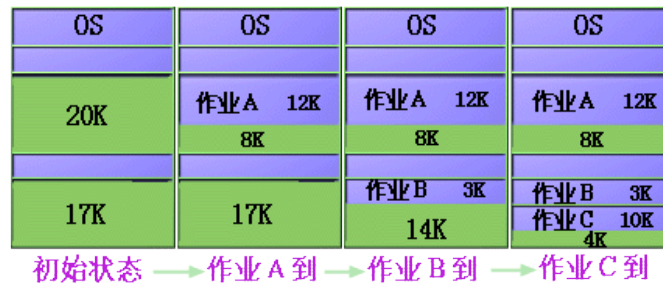 OS OS OS OS
20K 作业A 12K 作业A 12K 作业A 12K
8K 8K 8K
17K 17K 作业B 3K 作业B 3K
14K 作业C 10K
4K
初始状态 → 作业A到 → 作业B到 → 作业C到